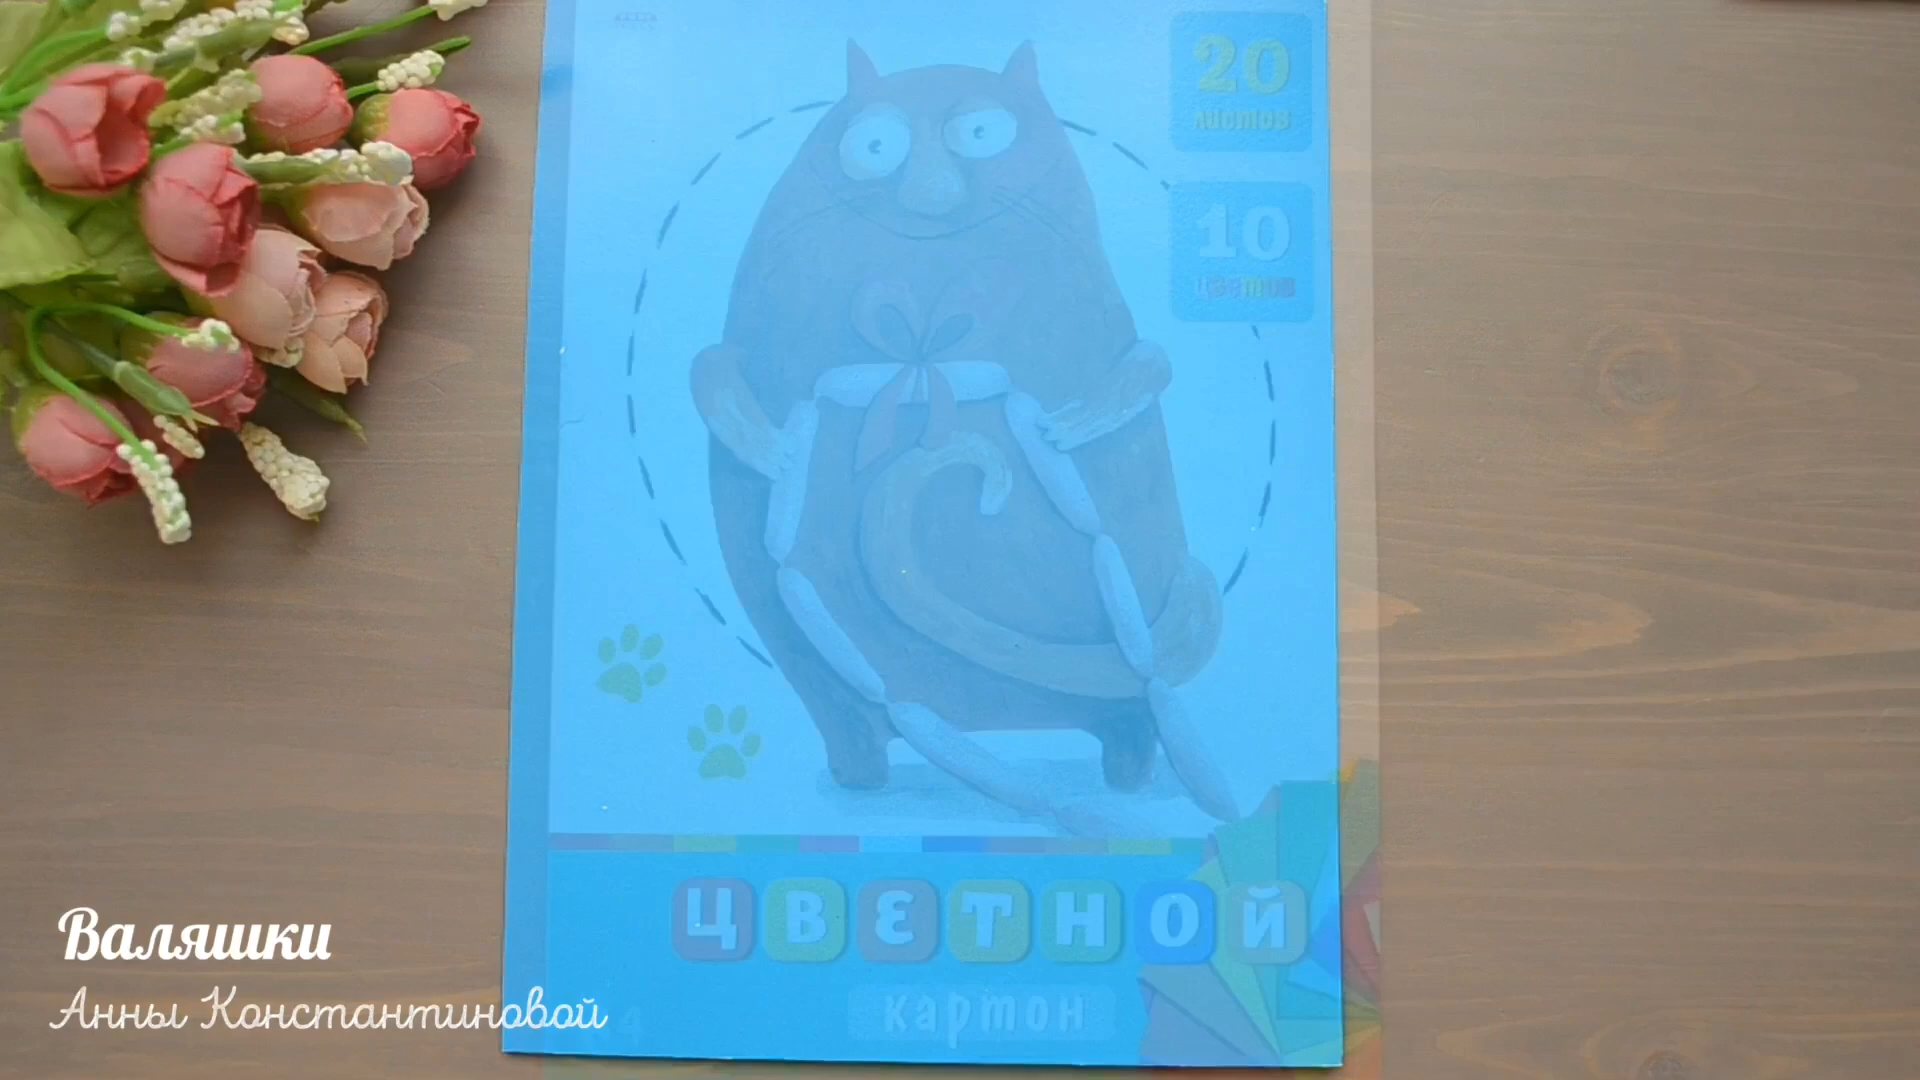 20
листов
10
цветов
ЦВЕТНОЙ
картон
Валяшки
Анны Константиновой